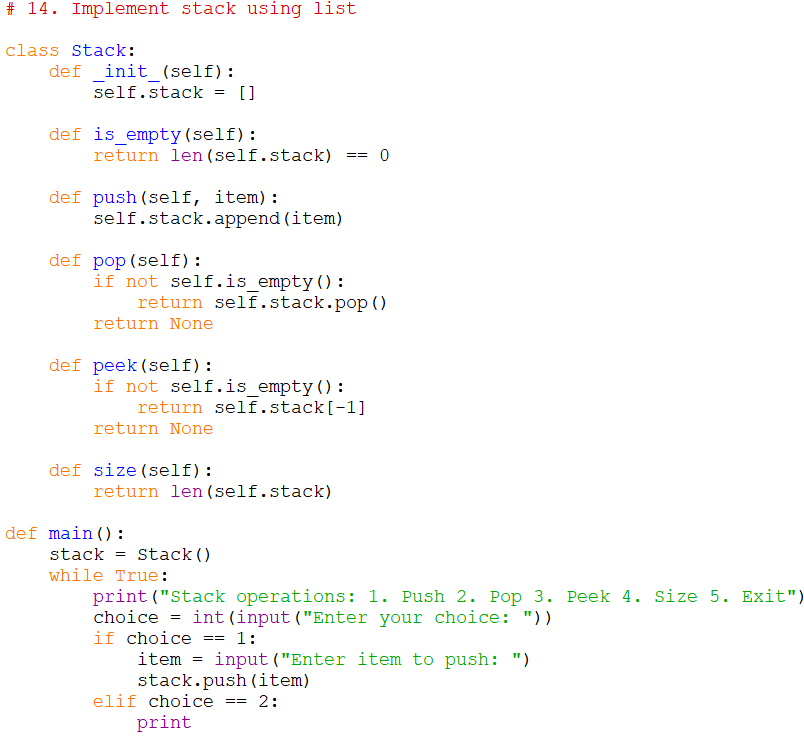 # 14. Implement stack using list

class Stack:
    def _init_(self):
        self.stack = []

    def is_empty(self):
        return len(self.stack) == 0

    def push(self, item):
        self.stack.append(item)

    def pop(self):
        if not self.is_empty():
            return self.stack.pop()
        return None

    def peek(self):
        if not self.is_empty():
            return self.stack[-1]
        return None

    def size(self):
        return len(self.stack)

def main():
    stack = Stack()
    while True:
        print("Stack operations: 1. Push 2. Pop 3. Peek 4. Size 5. Exit")
        choice = int(input("Enter your choice: "))
        if choice == 1:
            item = input("Enter item to push: ")
            stack.push(item)
        elif choice == 2:
            print